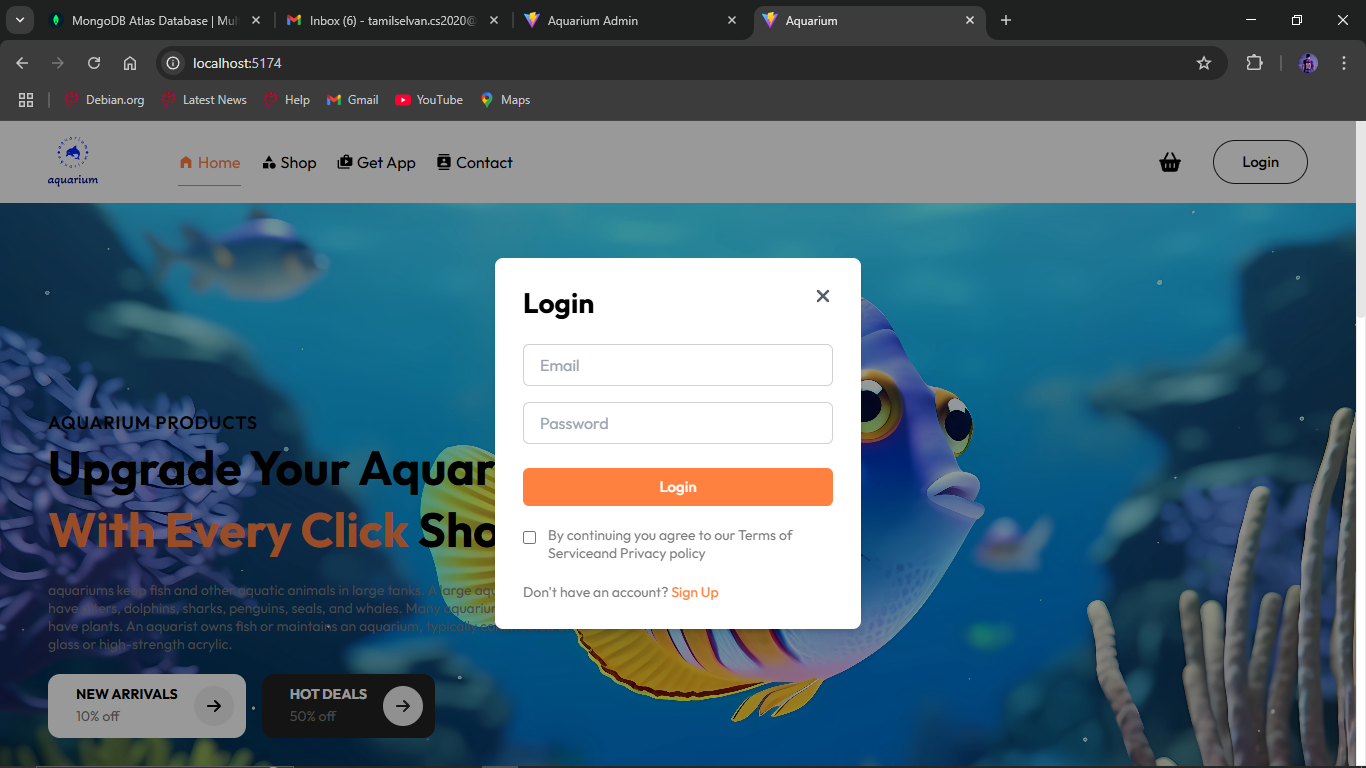 MongoDB Atlas Database | Mul
Inbox (6) - tamilselvan.cs2020@
Aquarium Admin
Aquarium
localhost:5174
Debian.org
Latest News
Help
Gmail
YouTube
Maps
aquarium
Home
Shop
Get App
Contact
Login
Login
Email
Password
Login
By continuing you agree to our Terms of
Serviceand Privacy policy
Don't have an account? Sign Up
AQUARIUM PRODUCTS
Upgrade Your Aquar
With Every Click Sho
aquariums keep fish and other aquatic animals in large tanks. A large aqu
have otters, dolphins, sharks, penguins, seals, and whales. Many aquarium
have plants. An aquarist owns fish or maintains an aquarium, typically co
glass or high-strength acrylic.
NEW ARRIVALS
10% off
HOT DEALS
50% off